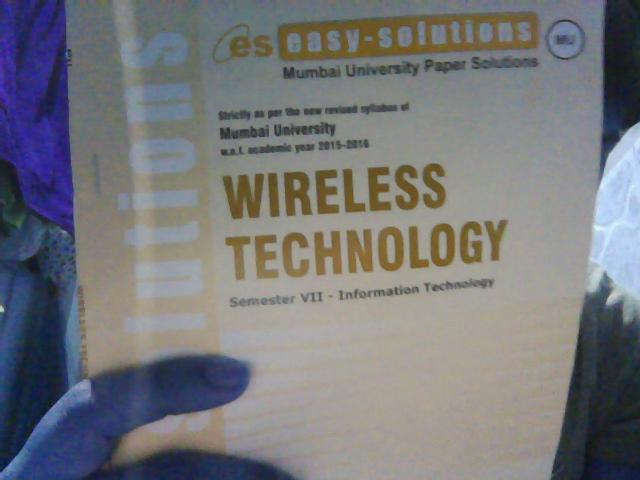 es easy-solutions
MU
Mumbai University Paper Solutions
Strictly as per the new revised syllabus of
Mumbai University
w.e.f. academic year 2015-2016
WIRELESS
TECHNOLOGY
Semester VII - Information Technology
lutions